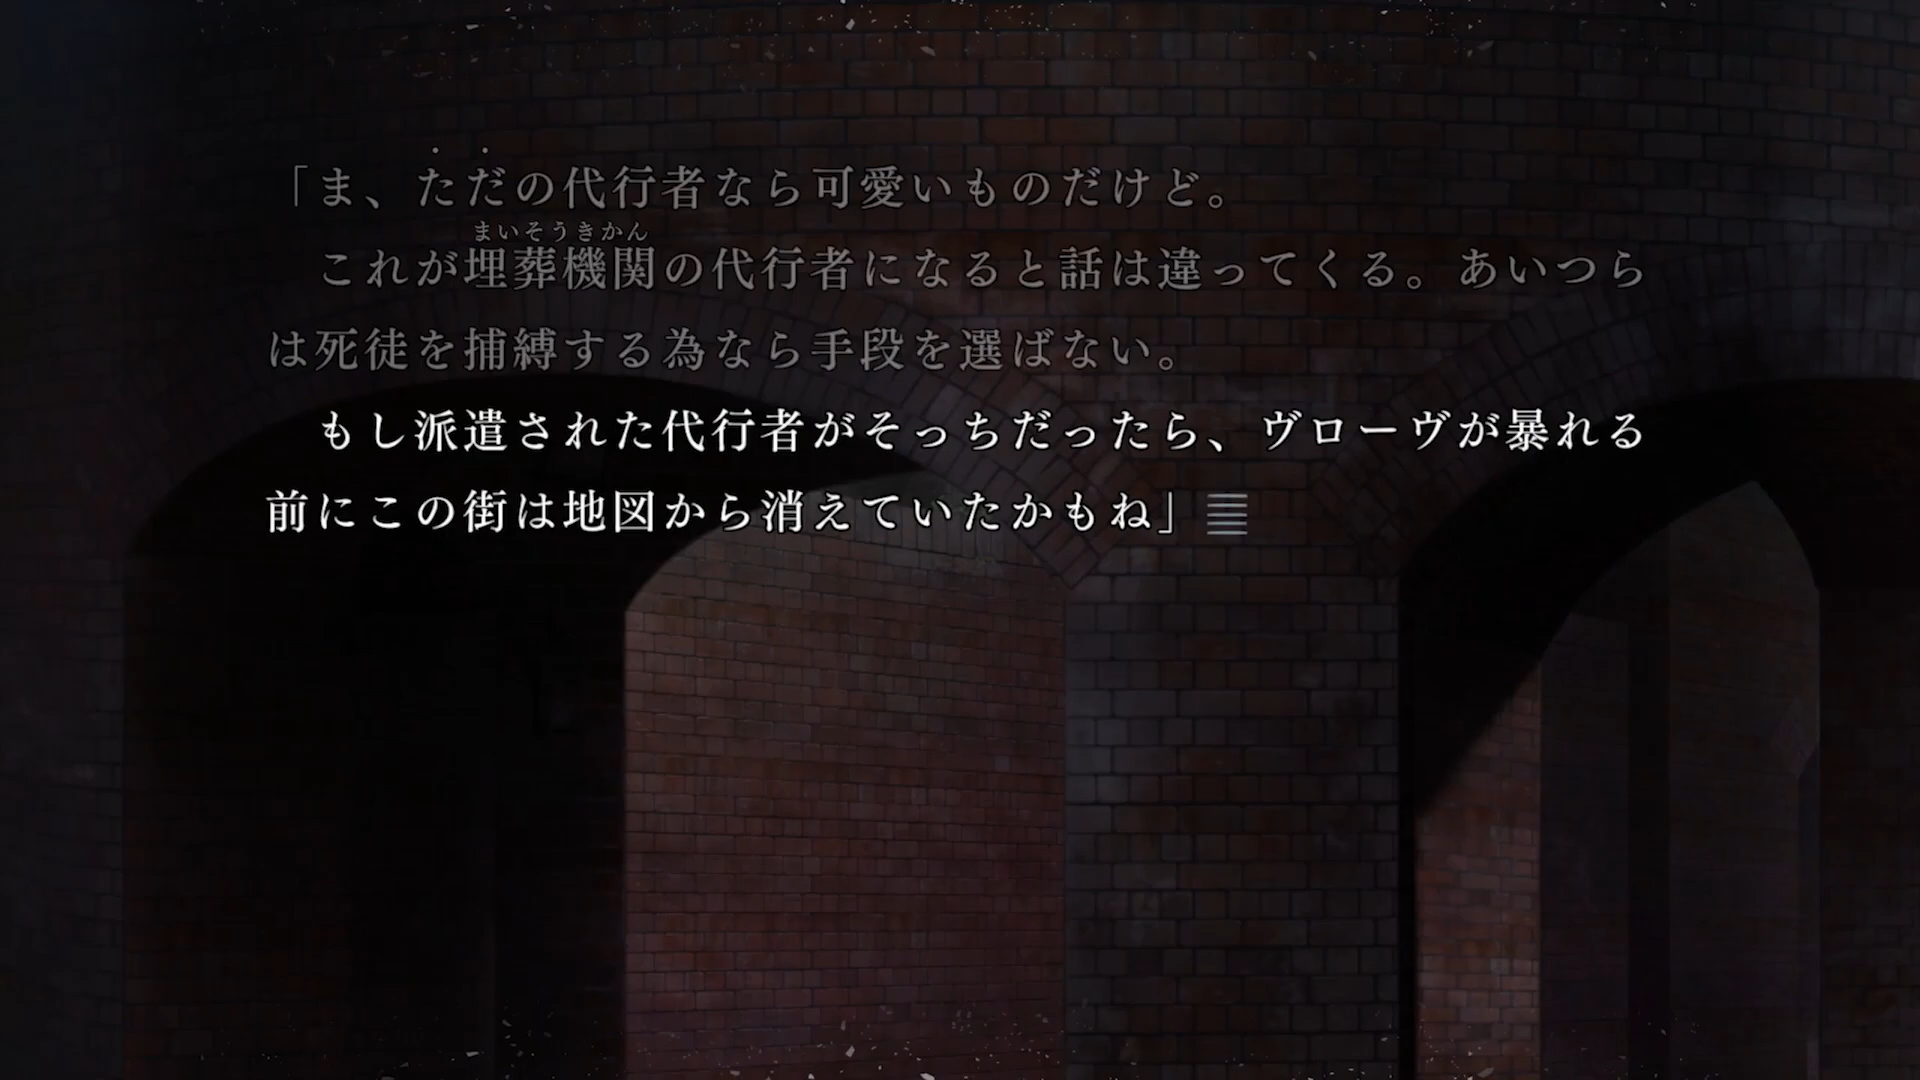 「ま、ただの代行者なら可愛いものだけど。
まいそうきかん
これが埋葬機関の代行者になると話は違ってくる。あいつら
は死徒を捕縛する為なら手段を選ばない。
もし派遣された代行者がそっちだったら、ヴローヴが暴れる
前にこの街は地図から消えていたかもね」